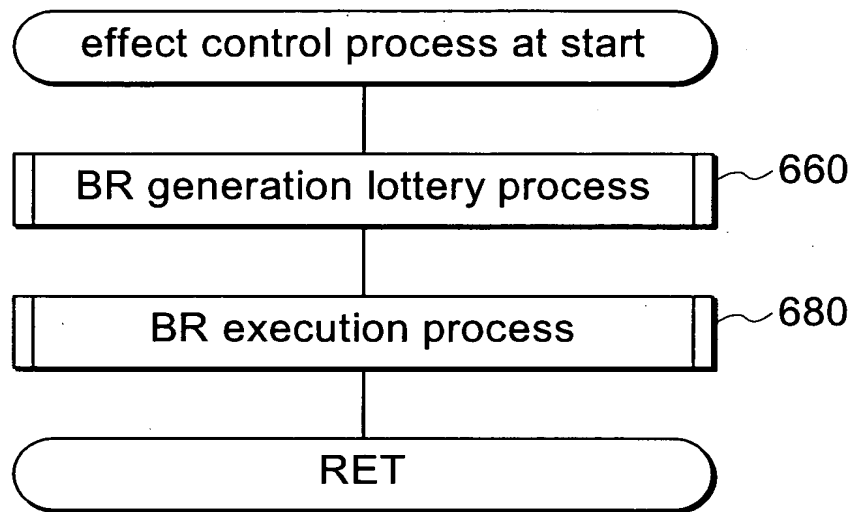 effect control process at start
BR generation lottery process
660
BR execution process
680
RET